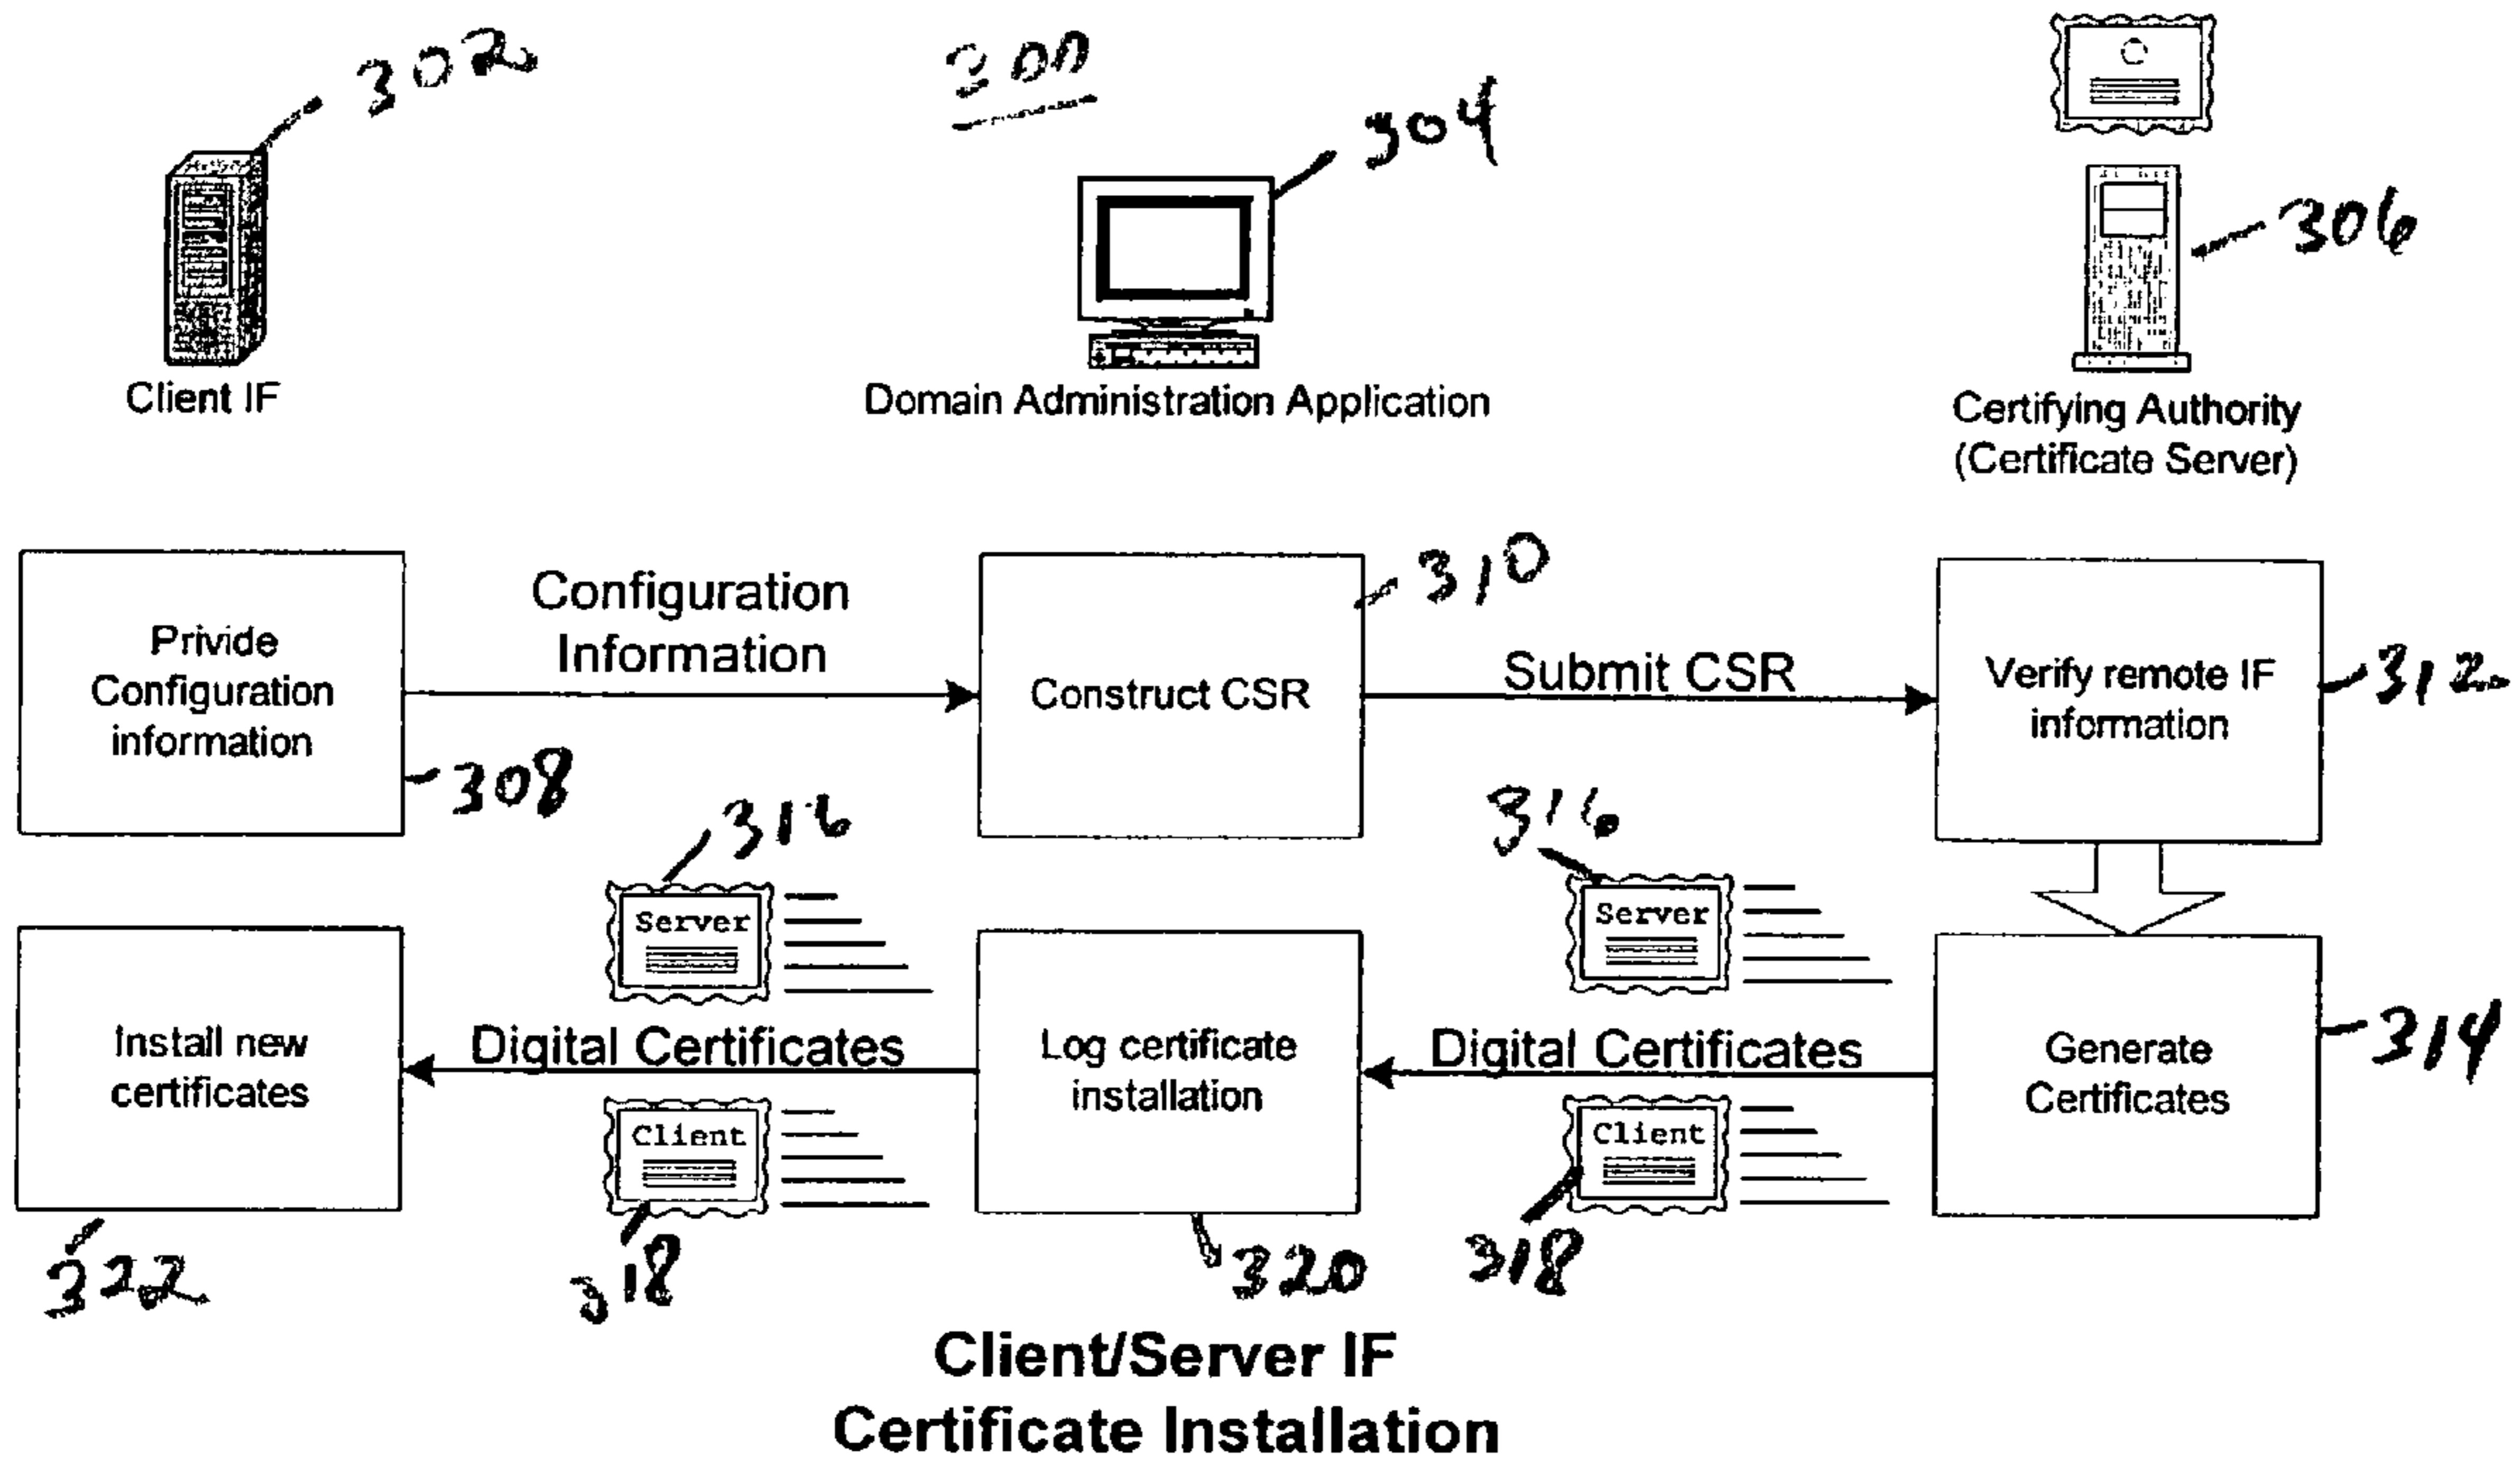 302
300
304
306
Client IF
Domain Administration Application
Certifying Authority
(Certificate Server)
Privide
Configuration
information
308
Configuration
Information
Construct CSR
310
Submit CSR
Verify remote IF
information
312
316
Server
316
Server
Install new
certificates
322
Digital Certificates
Client
318
Log certificate
installation
320
Digital Certificates
Client
318
Generate
Certificates
314
Client/Server IF
Certificate Installation